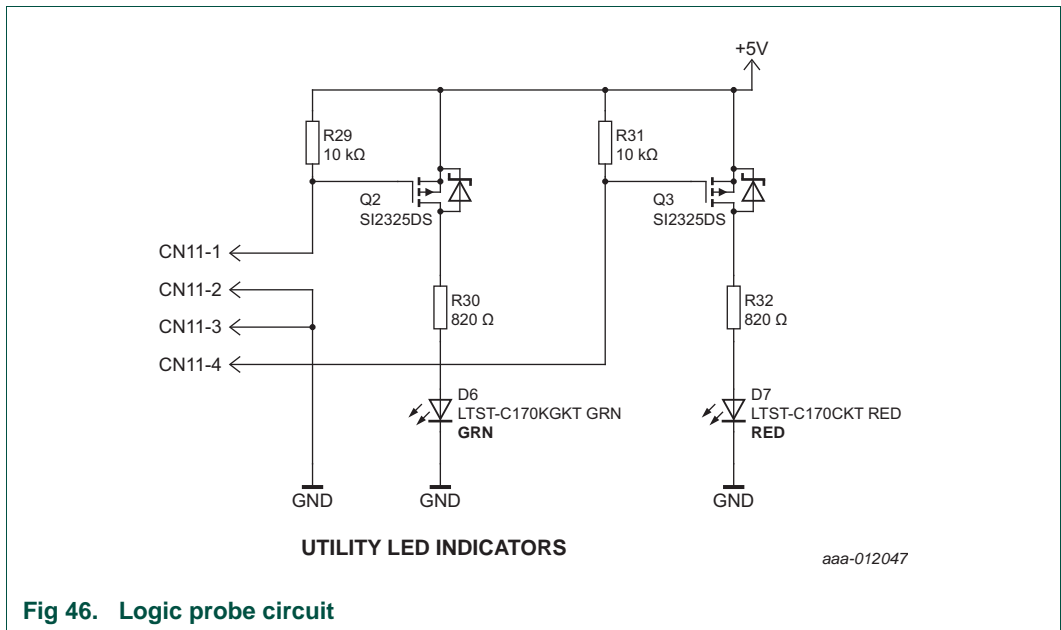 +5V
R29
10 kΩ
R31
10 kΩ
Q2
SI2325DS
Q3
SI2325DS
CN11-1
CN11-2
CN11-3
CN11-4
R30
820 Ω
R32
820 Ω
D6
LTST-C170KGKT GRN
GRN
D7
LTST-C170CKT RED
RED
GND
GND
GND
UTILITY LED INDICATORS
aaa-012047
Fig 46. Logic probe circuit